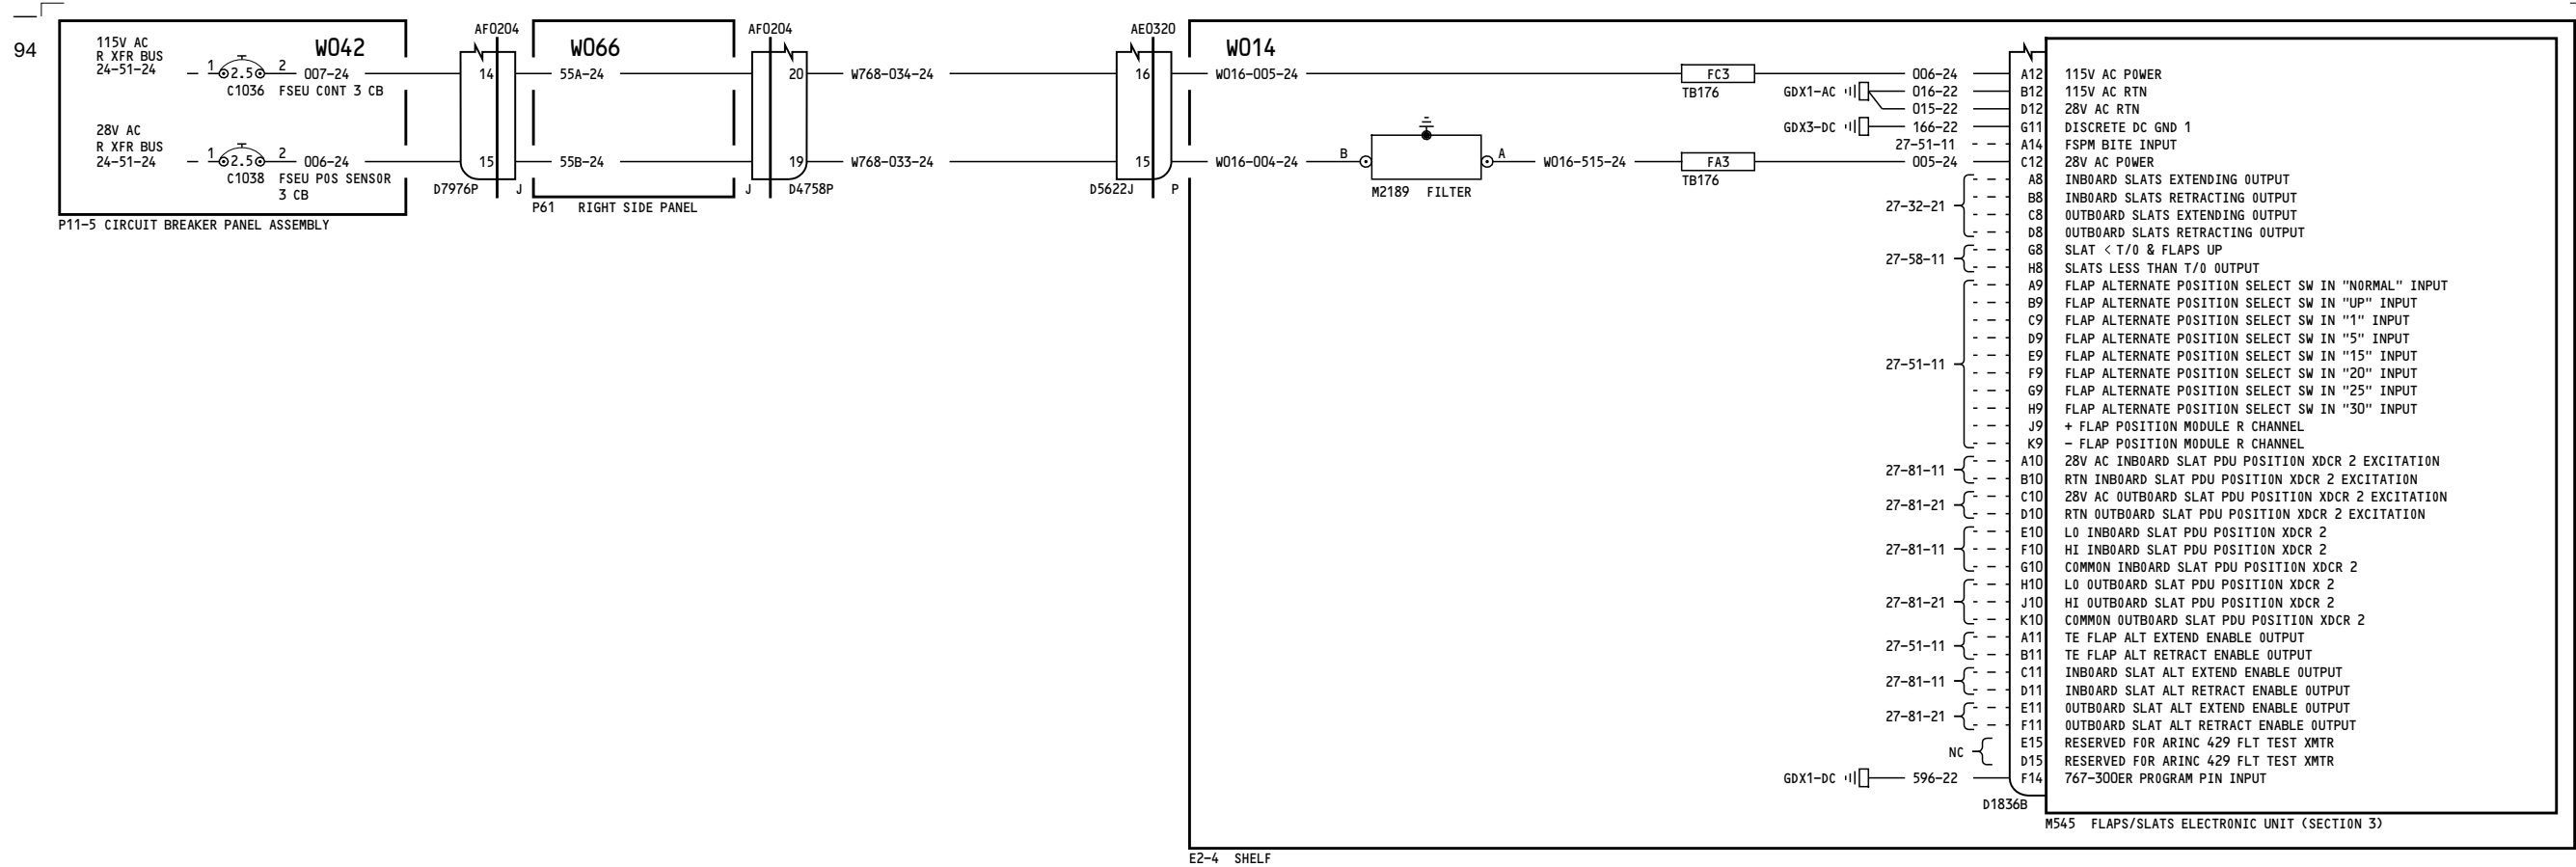 94
115V AC
R XFR BUS
24-51-24
W042
1 2.5 2 007-24
C1036 FSEU CONT 3 CB
28V AC
R XFR BUS
24-51-24
1 2.5 2 006-24
C1038 FSEU POS SENSOR
3 CB
P11-5 CIRCUIT BREAKER PANEL ASSEMBLY
AF0204
14
15
D7976P J
W066
55A-24
55B-24
P61 RIGHT SIDE PANEL
AF0204
20
19
J D4758P
W768-034-24
W768-033-24
AE0320
16
15
D5622J P
W014
W016-005-24
W016-004-24
B A
M2189 FILTER
W016-515-24
FC3
TB176
FA3
TB176
006-24 A12 115V AC POWER
GDX1-AC 016-22 B12 115V AC RTN
015-22 D12 28V AC RTN
GDX3-DC 166-22 G11 DISCRETE DC GND 1
27-51-11 A14 FSPM BITE INPUT
005-24 C12 28V AC POWER
A8 INBOARD SLATS EXTENDING OUTPUT
B8 INBOARD SLATS RETRACTING OUTPUT
27-32-21
C8 OUTBOARD SLATS EXTENDING OUTPUT
D8 OUTBOARD SLATS RETRACTING OUTPUT
G8 SLAT < T/O & FLAPS UP
27-58-11
H8 SLATS LESS THAN T/O OUTPUT
A9 FLAP ALTERNATE POSITION SELECT SW IN "NORMAL" INPUT
B9 FLAP ALTERNATE POSITION SELECT SW IN "UP" INPUT
C9 FLAP ALTERNATE POSITION SELECT SW IN "1" INPUT
D9 FLAP ALTERNATE POSITION SELECT SW IN "5" INPUT
E9 FLAP ALTERNATE POSITION SELECT SW IN "15" INPUT
27-51-11
F9 FLAP ALTERNATE POSITION SELECT SW IN "20" INPUT
G9 FLAP ALTERNATE POSITION SELECT SW IN "25" INPUT
H9 FLAP ALTERNATE POSITION SELECT SW IN "30" INPUT
J9 + FLAP POSITION MODULE R CHANNEL
K9 - FLAP POSITION MODULE R CHANNEL
A10 28V AC INBOARD SLAT PDU POSITION XDCR 2 EXCITATION
27-81-11
B10 RTN INBOARD SLAT PDU POSITION XDCR 2 EXCITATION
C10 28V AC OUTBOARD SLAT PDU POSITION XDCR 2 EXCITATION
27-81-21
D10 RTN OUTBOARD SLAT PDU POSITION XDCR 2 EXCITATION
E10 LO INBOARD SLAT PDU POSITION XDCR 2
27-81-11 F10 HI INBOARD SLAT PDU POSITION XDCR 2
G10 COMMON INBOARD SLAT PDU POSITION XDCR 2
H10 LO OUTBOARD SLAT PDU POSITION XDCR 2
27-81-21 J10 HI OUTBOARD SLAT PDU POSITION XDCR 2
K10 COMMON OUTBOARD SLAT PDU POSITION XDCR 2
A11 TE FLAP ALT EXTEND ENABLE OUTPUT
27-51-11
B11 TE FLAP ALT RETRACT ENABLE OUTPUT
C11 INBOARD SLAT ALT EXTEND ENABLE OUTPUT
27-81-11
D11 INBOARD SLAT ALT RETRACT ENABLE OUTPUT
E11 OUTBOARD SLAT ALT EXTEND ENABLE OUTPUT
27-81-21
F11 OUTBOARD SLAT ALT RETRACT ENABLE OUTPUT
E15 RESERVED FOR ARINC 429 FLT TEST XMTR
NC
D15 RESERVED FOR ARINC 429 FLT TEST XMTR
GDX1-DC 596-22 F14 767-300ER PROGRAM PIN INPUT
D1836B
M545 FLAPS/SLATS ELECTRONIC UNIT (SECTION 3)
E2-4 SHELF